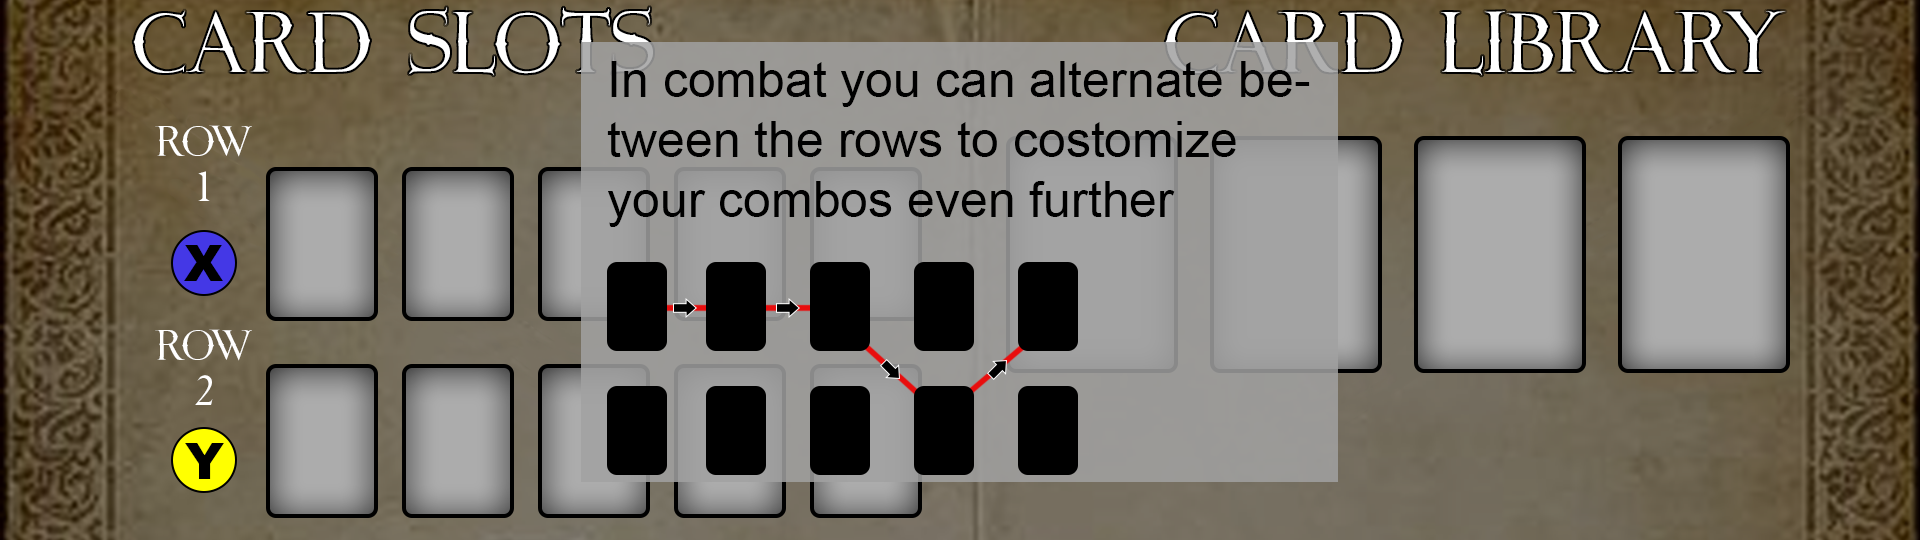 CARD SLOTS
CARD LIBRARY
In combat you can alternate be-
tween the rows to costomize
your combos even further
ROW
1
X
ROW
2
Y